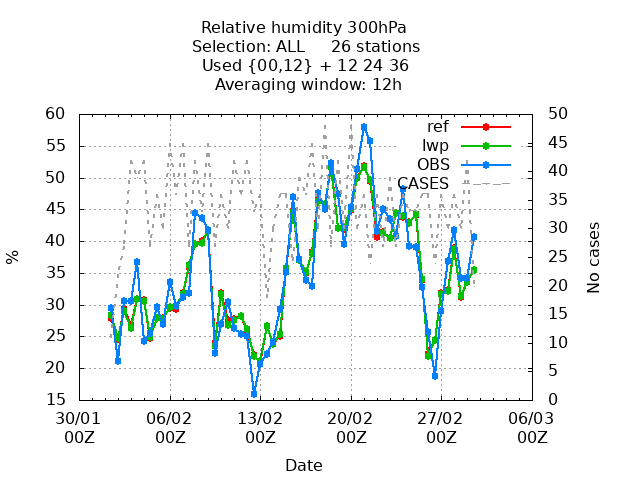 Relative humidity 300hPa
Selection: ALL     26 stations
Used {00,12} + 12 24 36
Averaging window: 12h
ref
lwp
OBS
CASES
60
55
50
45
40
35
30
25
20
15
%
50
45
40
35
30
25
20
15
10
5
0
No cases
30/01 06/02 13/02 20/02 27/02 06/03
00Z 00Z 00Z 00Z 00Z 00Z
Date